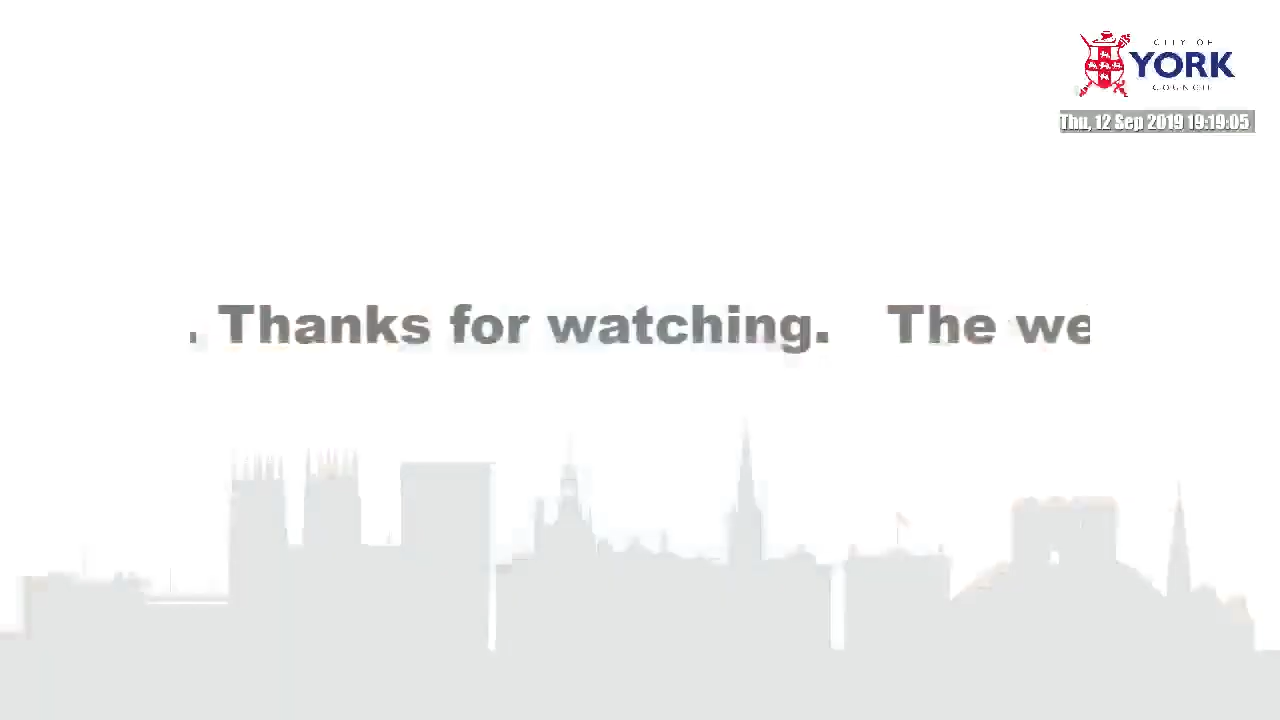 CITY OF
YORK
COUNCIL
Thu, 12 Sep 2019 19:19:05
. Thanks for watching. The we